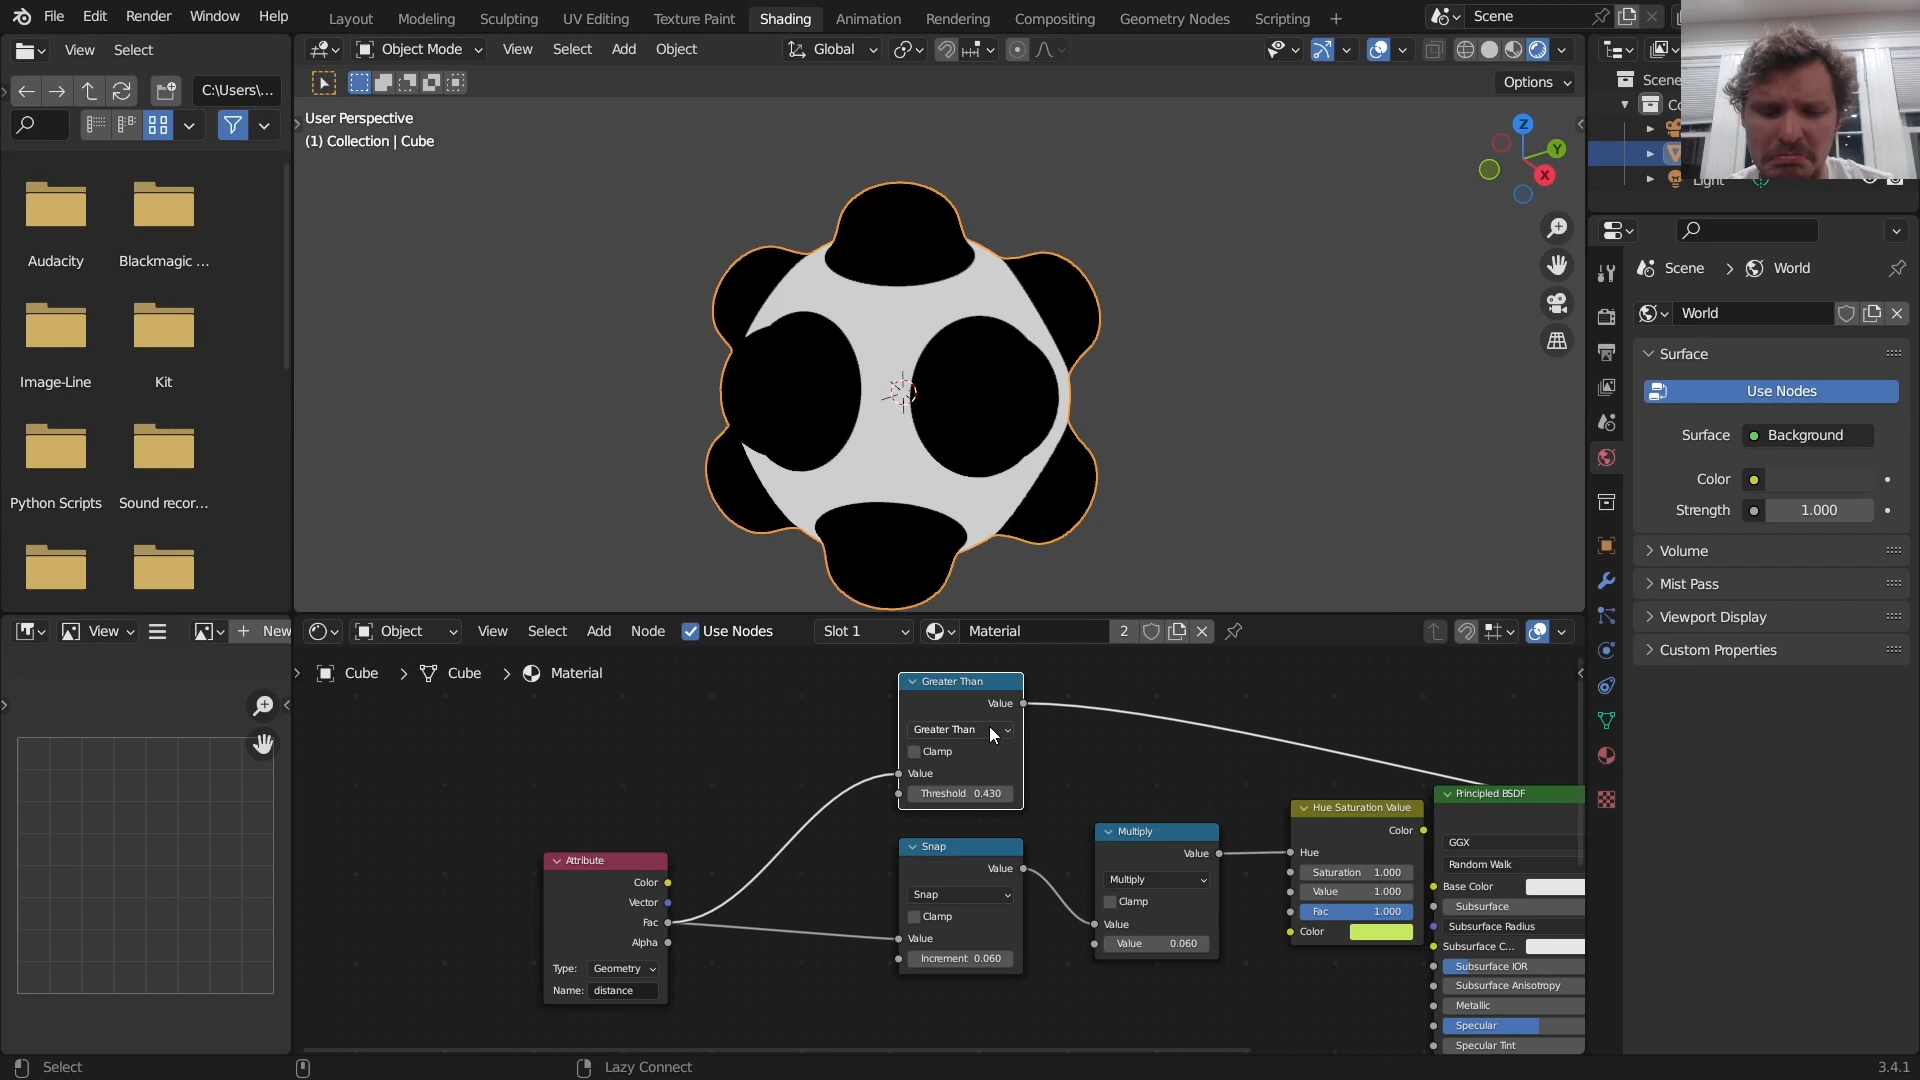 File Edit Render Window Help
Layout Modeling Sculpting UV Editing Texture Paint Shading Animation Rendering Compositing Geometry Nodes Scripting +
Scene
View Select
Object Mode View Select Add Object
Global
C:\Users\...
Options
User Perspective
(1) Collection | Cube
Z
Y
X
Audacity
Blackmagic ...
Image-Line
Kit
Python Scripts
Sound recor...
Scene
Light
Scene > World
World
Surface
Use Nodes
Surface Background
Color
Strength 1.000
Volume
Mist Pass
Viewport Display
Custom Properties
View
New
Object View Select Add Node Use Nodes
Slot 1
Material 2
Cube > Cube > Material
Greater Than
Value
Greater Than
Clamp
Value
Threshold 0.430
Attribute
Color
Vector
Fac
Alpha
Type: Geometry
Name: distance
Snap
Value
Snap
Clamp
Value
Increment 0.060
Multiply
Value
Multiply
Clamp
Value
Value 0.060
Hue Saturation Value
Color
Hue
Saturation 1.000
Value 1.000
Fac 1.000
Color
Principled BSDF
GGX
Random Walk
Base Color
Subsurface
Subsurface Radius
Subsurface C...
Subsurface IOR
Subsurface Anisotropy
Metallic
Specular
Specular Tint
Select
Lazy Connect
3.4.1